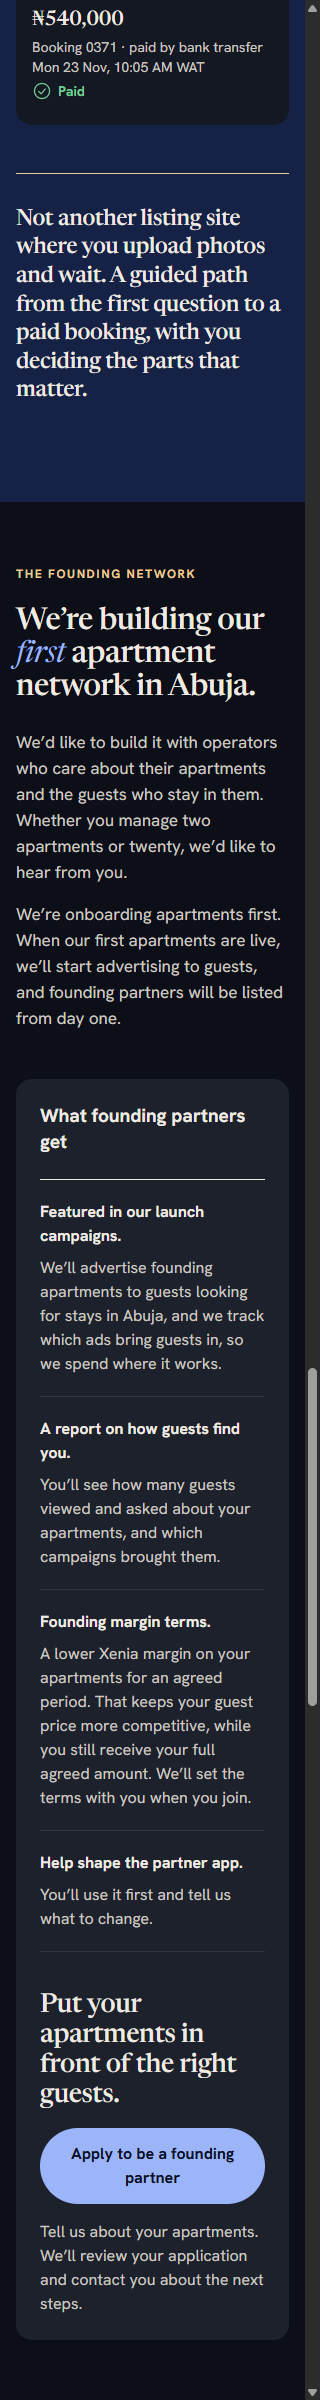 ₦540,000
Booking 0371 · paid by bank transfer
Mon 23 Nov, 10:05 AM WAT
Paid
Not another listing site
where you upload photos
and wait. A guided path
from the first question to a
paid booking, with you
deciding the parts that
matter.
THE FOUNDING NETWORK
We’re building our
first apartment
network in Abuja.
We’d like to build it with operators
who care about their apartments
and the guests who stay in them.
Whether you manage two
apartments or twenty, we’d like to
hear from you.
We’re onboarding apartments first.
When our first apartments are live,
we’ll start advertising to guests,
and founding partners will be listed
from day one.
What founding partners
get
Featured in our launch
campaigns.
We’ll advertise founding
apartments to guests looking
for stays in Abuja, and we track
which ads bring guests in, so
we spend where it works.
A report on how guests find
you.
You’ll see how many guests
viewed and asked about your
apartments, and which
campaigns brought them.
Founding margin terms.
A lower Xenia margin on your
apartments for an agreed
period. That keeps your guest
price more competitive, while
you still receive your full
agreed amount. We’ll set the
terms with you when you join.
Help shape the partner app.
You’ll use it first and tell us
what to change.
Put your
apartments in
front of the right
guests.
Apply to be a founding
partner
Tell us about your apartments.
We’ll review your application
and contact you about the next
steps.